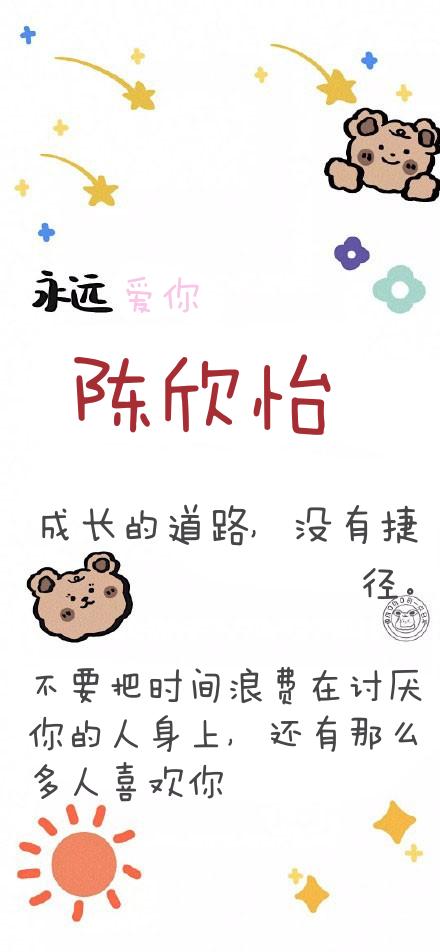 永远 爱你
陈欣怡
成长的道路，没有捷
径。
不要把时间浪费在讨厌
你的人身上，还有那么
多人喜欢你